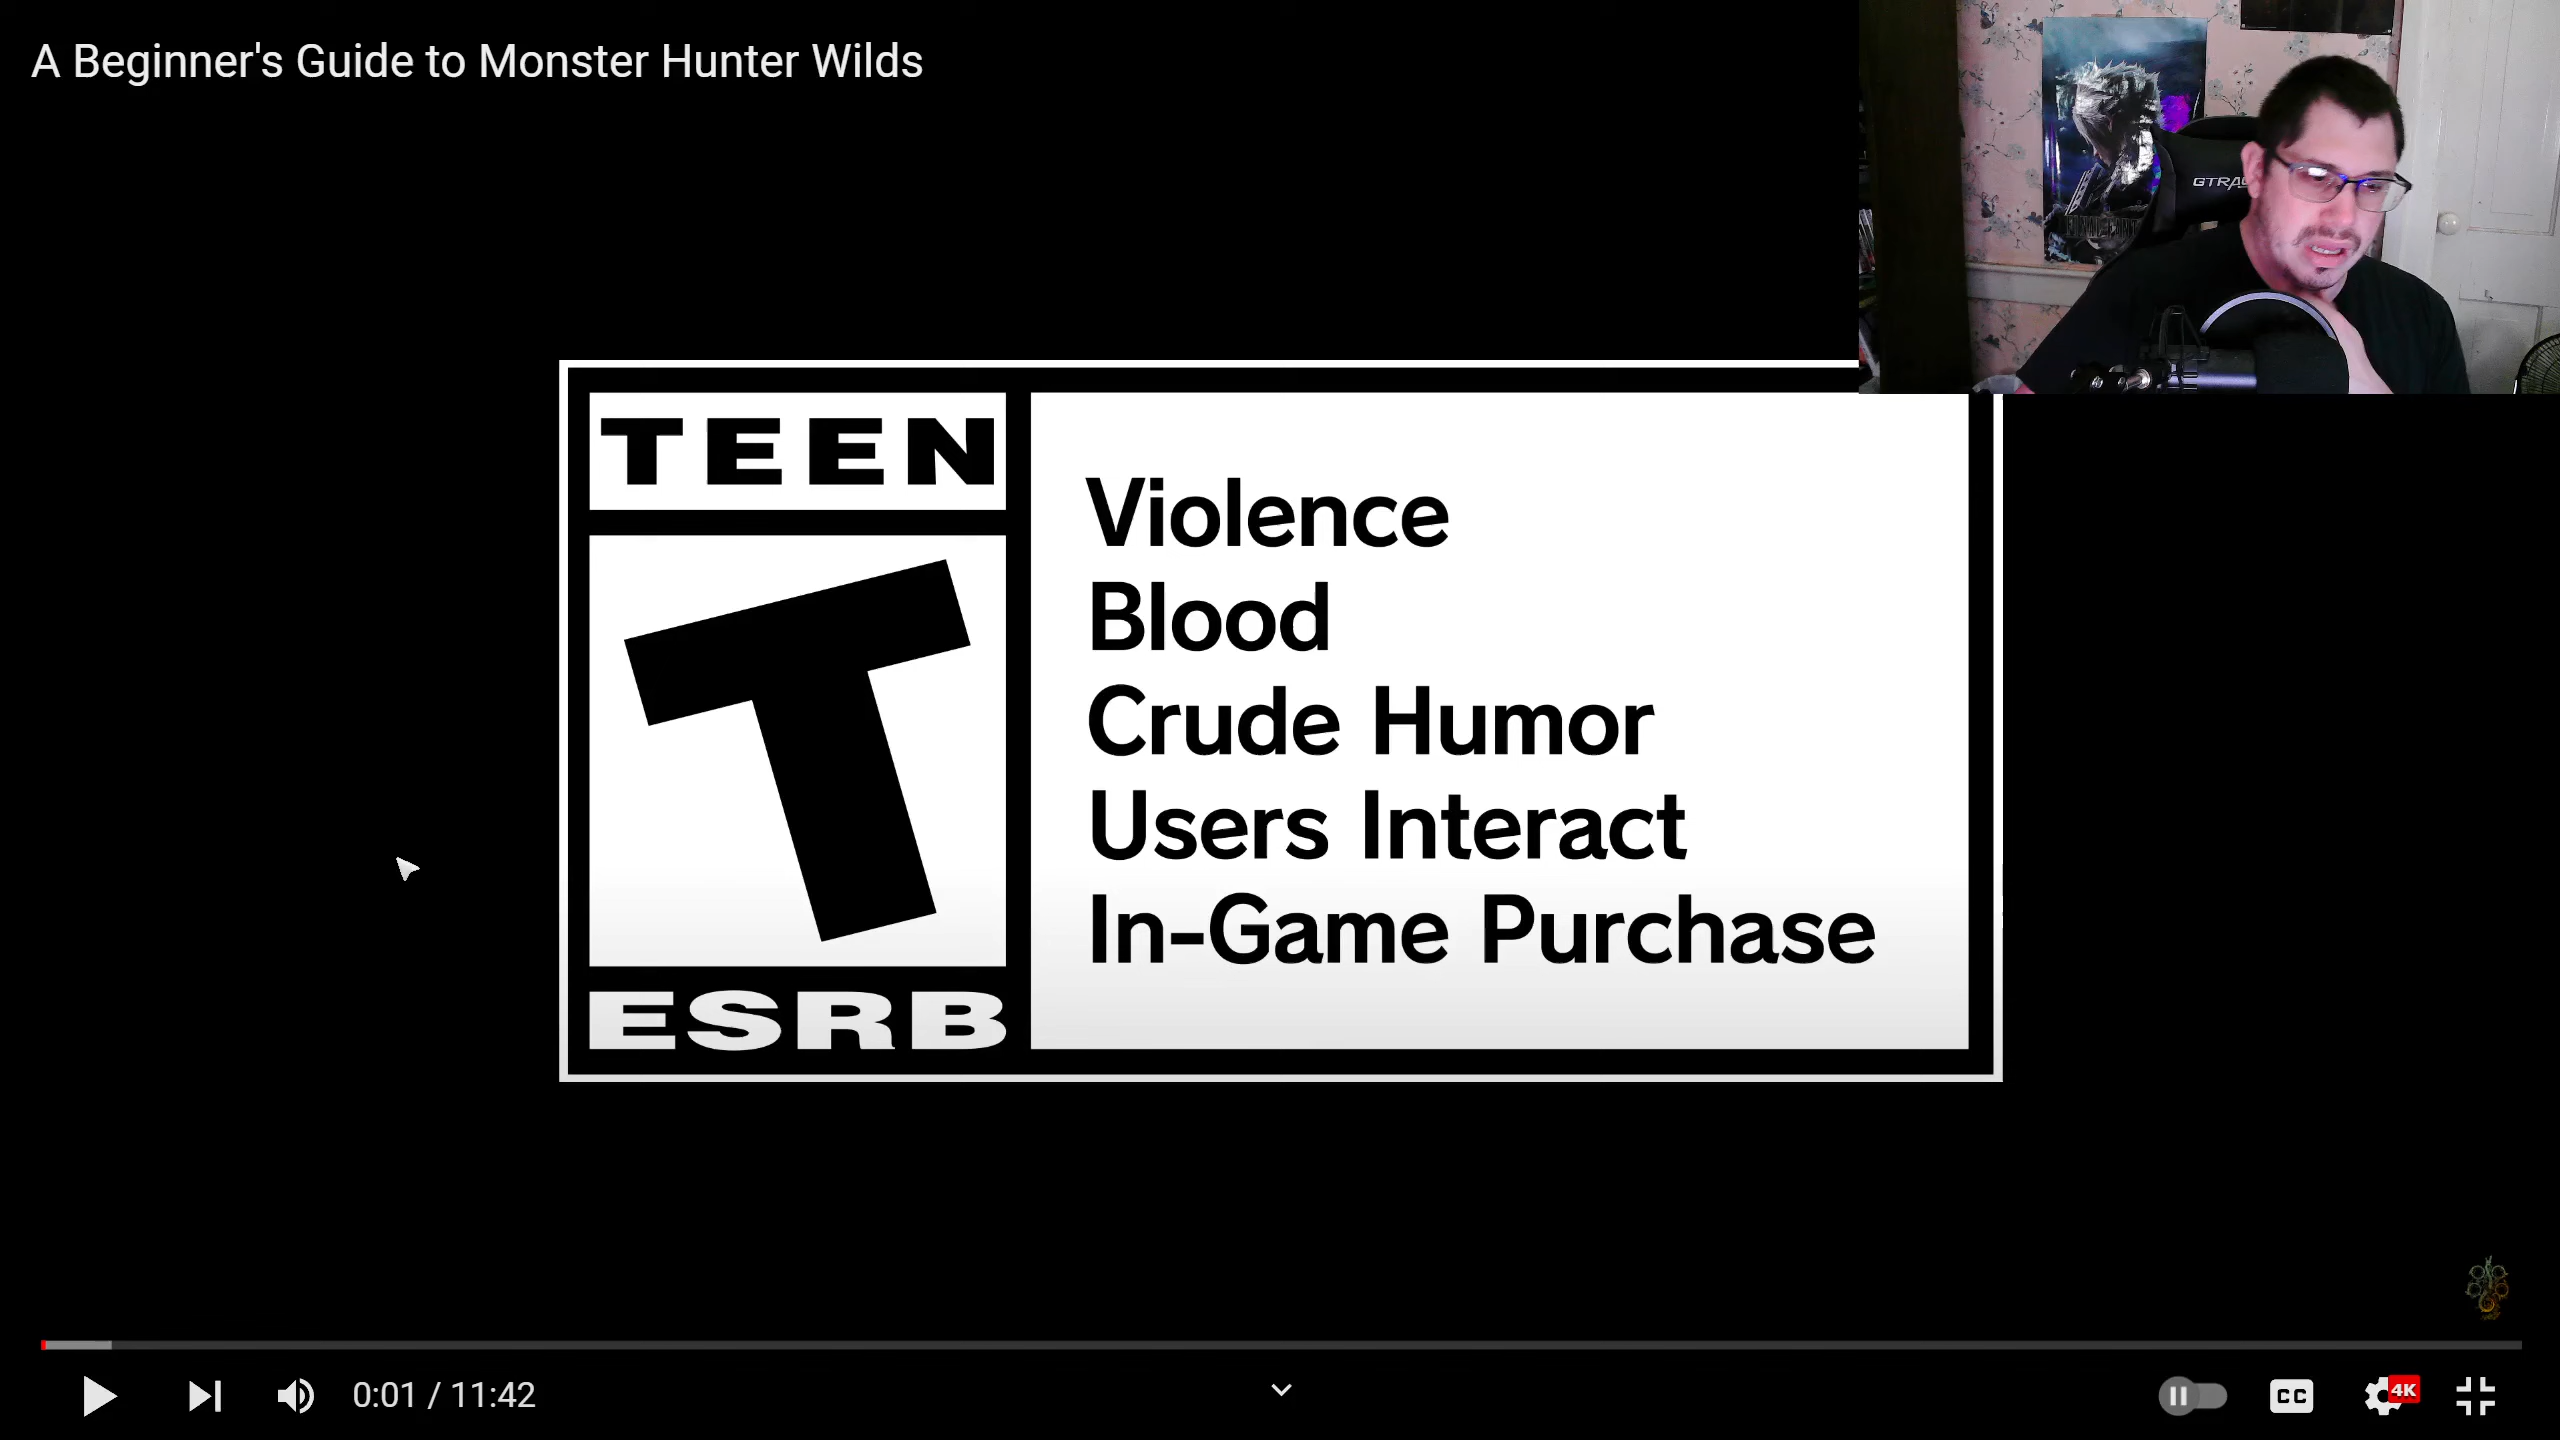 A Beginner's Guide to Monster Hunter Wilds
TEEN
T
ESRB
Violence
Blood
Crude Humor
Users Interact
In-Game Purchase
0:01 / 11:42
CC
4K